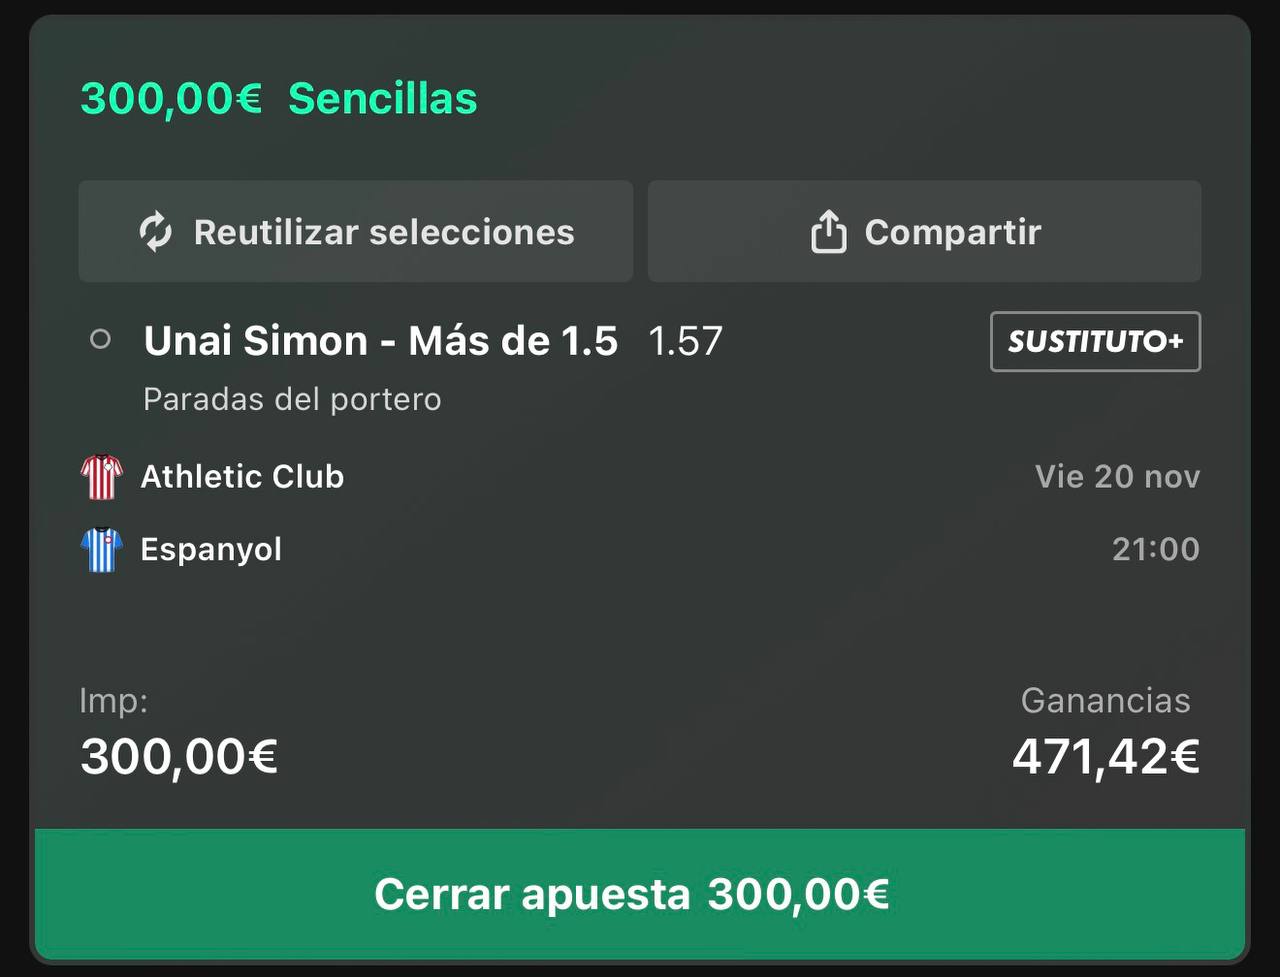 300,00€ Sencillas
Reutilizar selecciones
Compartir
Unai Simon - Más de 1.5 1.57 SUSTITUTO+
Paradas del portero
Athletic Club Vie 20 nov
Espanyol 21:00
Imp: Ganancias
300,00€ 471,42€
Cerrar apuesta 300,00€